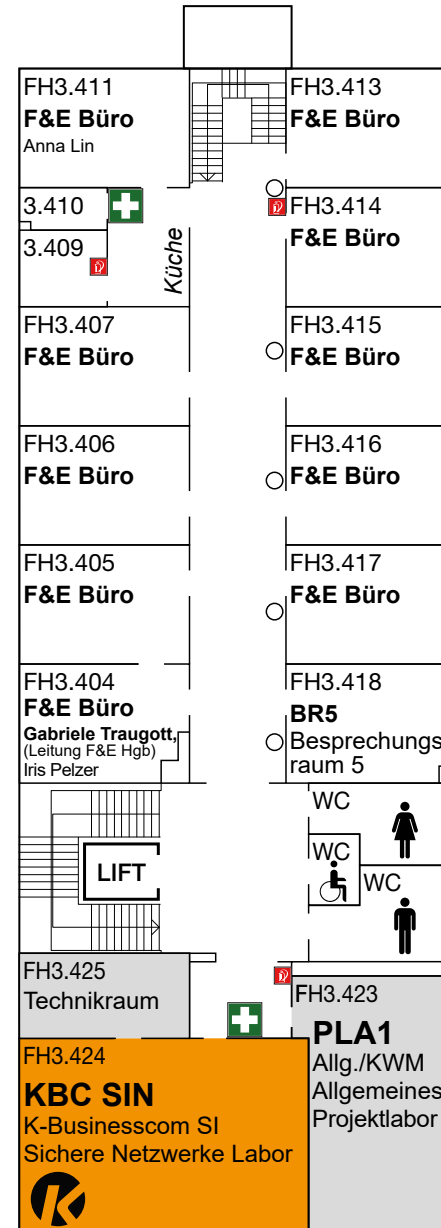 FH3.411
F&E Büro
Anna Lin
FH3.413
F&E Büro
3.410
3.409
Küche
FH3.414
F&E Büro
FH3.407
F&E Büro
FH3.415
F&E Büro
FH3.406
F&E Büro
FH3.416
F&E Büro
FH3.405
F&E Büro
FH3.417
F&E Büro
FH3.404
F&E Büro
Gabriele Traugott,
(Leitung F&E Hgb)
Iris Pelzer
FH3.418
BR5
Besprechungs
raum 5
LIFT
WC
WC
WC
FH3.425
Technikraum
FH3.423
PLA1
Allg./KWM
Allgemeines
Projektlabor
FH3.424
KBC SIN
K-Businesscom SI
Sichere Netzwerke Labor
K